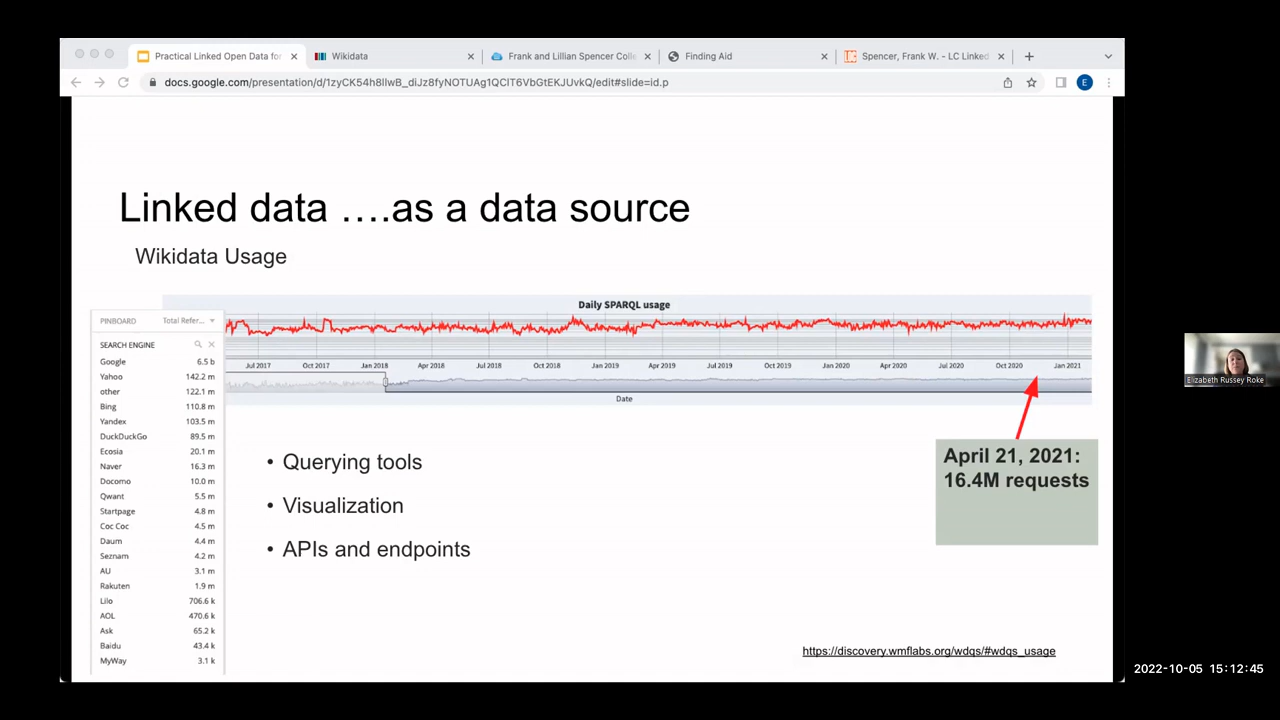 Practical Linked Open Data for
Wikidata
Frank and Lillian Spencer Colle
Finding Aid
Spencer, Frank W. - LC Linked
docs.google.com/presentation/d/1zyCK54h8IlwB_diJz8fyNOTUAg1QCIT6VbGtEKJUvkQ/edit#slide=id.p
E
Linked data ….as a data source
Wikidata Usage
Daily SPARQL usage
Jul 2017 Oct 2017 Jan 2018 Apr 2018 Jul 2018 Oct 2018 Jan 2019 Apr 2019 Jul 2019 Oct 2019 Jan 2020 Apr 2020 Jul 2020 Oct 2020 Jan 2021
Date
PINBOARD Total Refer...
SEARCH ENGINE
Google 6.5 b
Yahoo 142.2 m
other 122.1 m
Bing 110.8 m
Yandex 103.5 m
DuckDuckGo 89.5 m
Ecosia 20.1 m
Naver 16.3 m
Docomo 10.0 m
Qwant 5.5 m
Startpage 4.8 m
Coc Coc 4.5 m
Daum 4.4 m
Seznam 4.2 m
AU 3.1 m
Rakuten 1.9 m
Lilo 706.6 k
AOL 470.6 k
Ask 65.2 k
Baidu 43.4 k
MyWay 3.1 k
• Querying tools
• Visualization
• APIs and endpoints
April 21, 2021:
16.4M requests
https://discovery.wmflabs.org/wdqs/#wdqs_usage
Elizabeth Russey Roke
2022-10-05 15:12:45